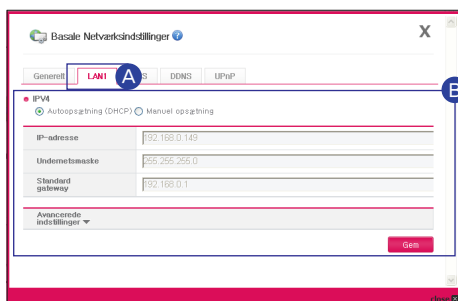 Basale Netværksindstillinger ? X
Generelt LAN1 A S DDNS UPnP
B
IPV4
Autoopsætning (DHCP) Manuel opsætning
IP-adresse 192.168.0.149
Undernetsmaske 255.255.255.0
Standard
gateway 192.168.0.1
Avancerede
indstillinger
Gem
close